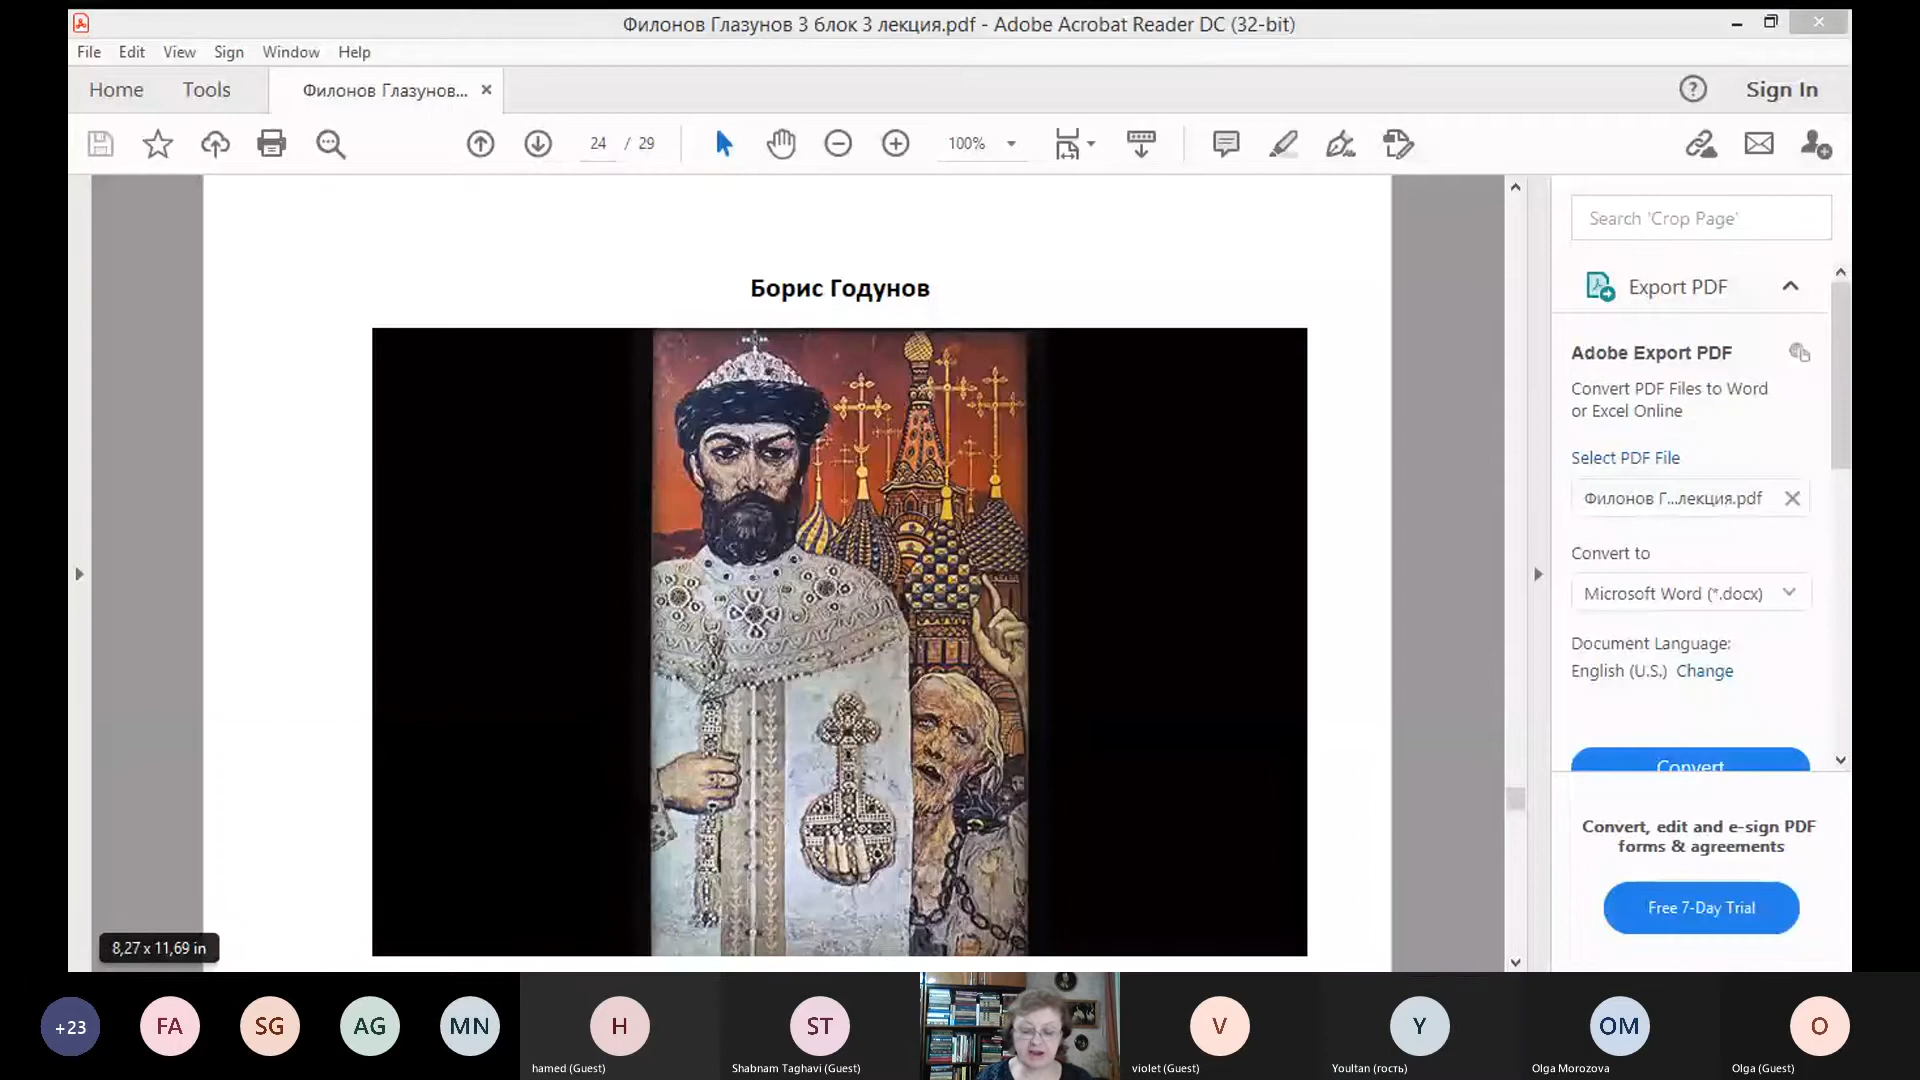 Филонов Глазунов 3 блок 3 лекция.pdf - Adobe Acrobat Reader DC (32-bit)
File Edit View Sign Window Help
Home Tools Филонов Глазунов... Sign In
24 / 29 100%
Search 'Crop Page'
Export PDF
Adobe Export PDF
Convert PDF Files to Word
or Excel Online
Select PDF File
Филонов Г...лекция.pdf
Convert to
Microsoft Word (*.docx)
Document Language:
English (U.S.) Change
Convert
Convert, edit and e-sign PDF
forms & agreements
Free 7-Day Trial
Борис Годунов
8,27 x 11,69 in
+23 FA SG AG MN H ST V Y OM O
hamed (Guest) Shabnam Taghavi (Guest) violet (Guest) Youltan (гость) Olga Morozova Olga (Guest)